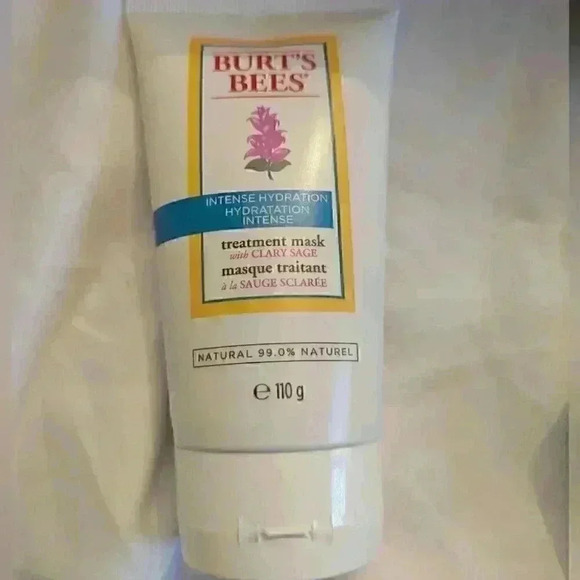 BURT'S
BEES®
INTENSE HYDRATION
HYDRATATION
INTENSE
treatment mask
with CLARY SAGE
masque traitant
à la SAUGE SCLARÉE
NATURAL 99.0% NATUREL
℮ 110 g